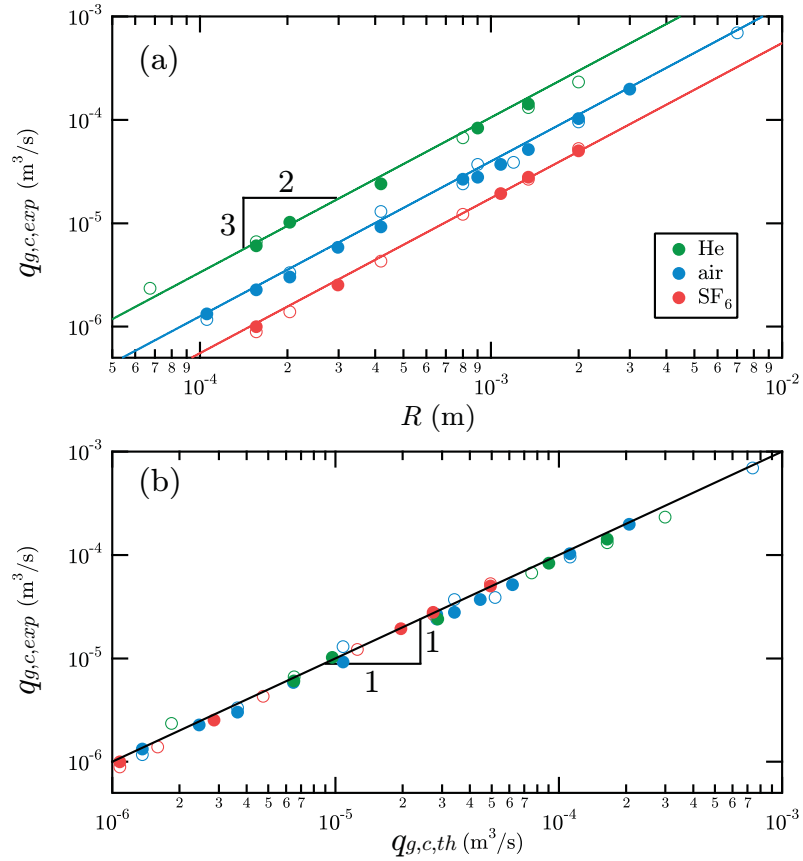 (a)
10⁻³
10⁻⁴
10⁻⁵
10⁻⁶
q_{g,c,exp} (m³/s)
2
3
He
air
SF₆
5 6 7 8 9 10⁻⁴ 2 3 4 5 6 7 8 9 10⁻³ 2 3 4 5 6 7 8 9 10⁻²
R (m)
(b)
10⁻³
10⁻⁴
10⁻⁵
10⁻⁶
q_{g,c,exp} (m³/s)
1
1
10⁻⁶ 2 3 4 5 6 7 10⁻⁵ 2 3 4 5 6 7 10⁻⁴ 2 3 4 5 6 7 10⁻³
q_{g,c,th} (m³/s)